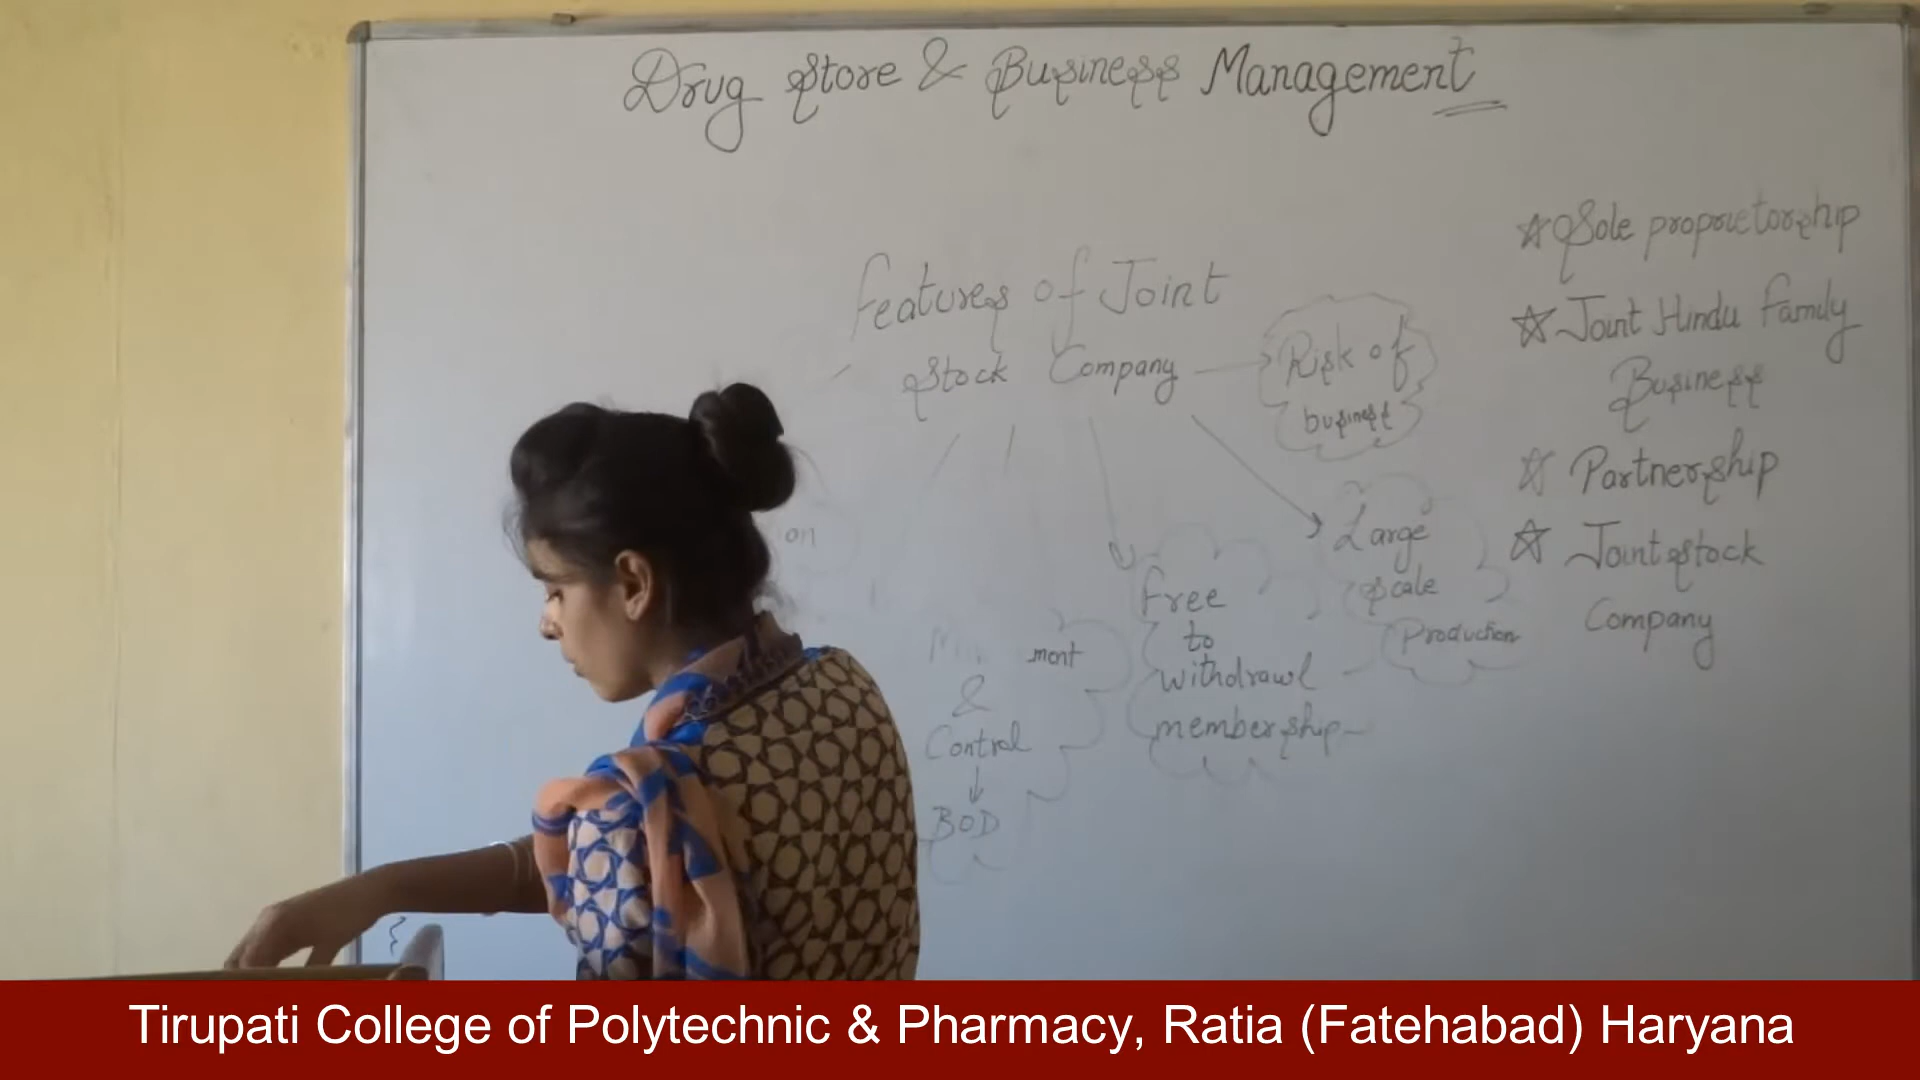 Drug Store & Business Management
Features of Joint
Stock Company
Risk of
business
Large
scale
Production
Free
to
withdrawl
membership
ment
&
Control
BOD
on
Sole proprietorship
Joint Hindu Family
Business
Partnership
Joint stock
Company
Tirupati College of Polytechnic & Pharmacy, Ratia (Fatehabad) Haryana